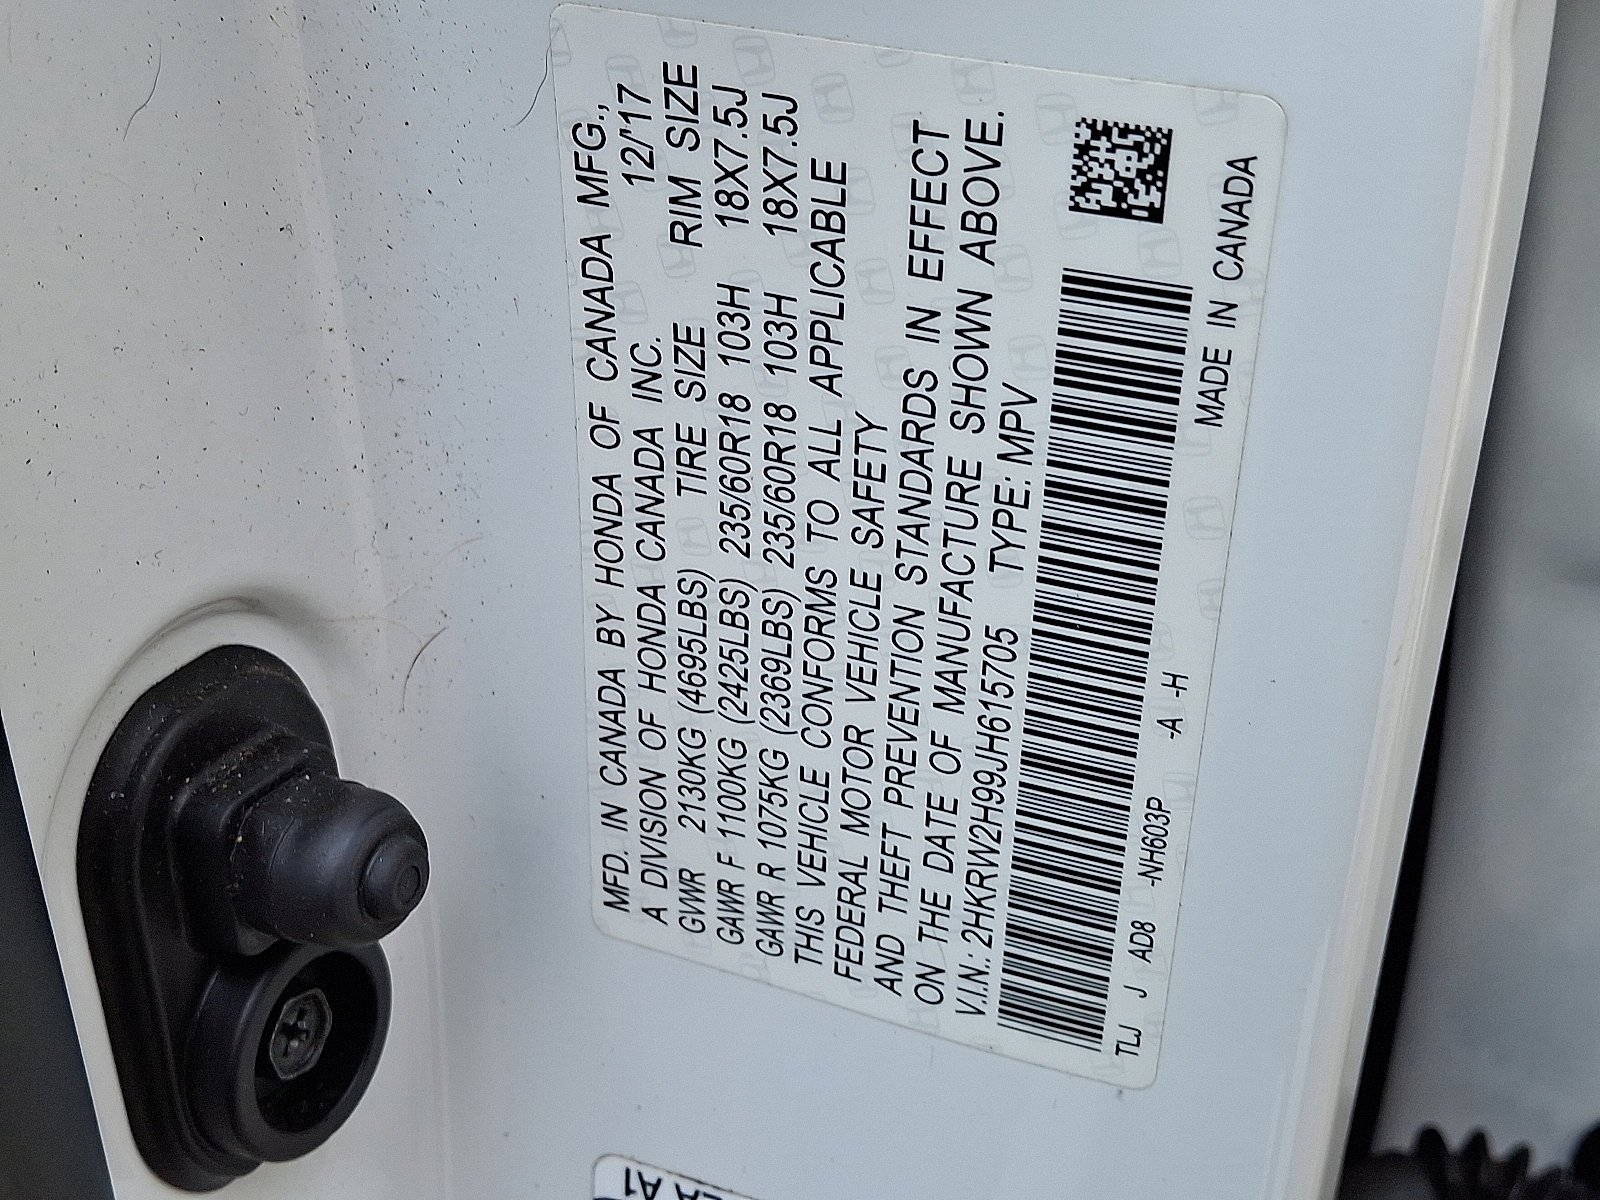 MFD. IN CANADA BY HONDA OF CANADA MFG.,
A DIVISION OF HONDA CANADA INC. 12/'17
GVWR 2130KG (4695LBS) TIRE SIZE RIM SIZE
GAWR F 1100KG (2425LBS) 235/60R18 103H 18X7.5J
GAWR R 1075KG (2369LBS) 235/60R18 103H 18X7.5J
THIS VEHICLE CONFORMS TO ALL APPLICABLE
FEDERAL MOTOR VEHICLE SAFETY
AND THEFT PREVENTION STANDARDS IN EFFECT
ON THE DATE OF MANUFACTURE SHOWN ABOVE.
V.I.N.: 2HKRW2H99JH615705 TYPE: MPV
TLJ J AD8 -NH603P -A -H MADE IN CANADA
A1